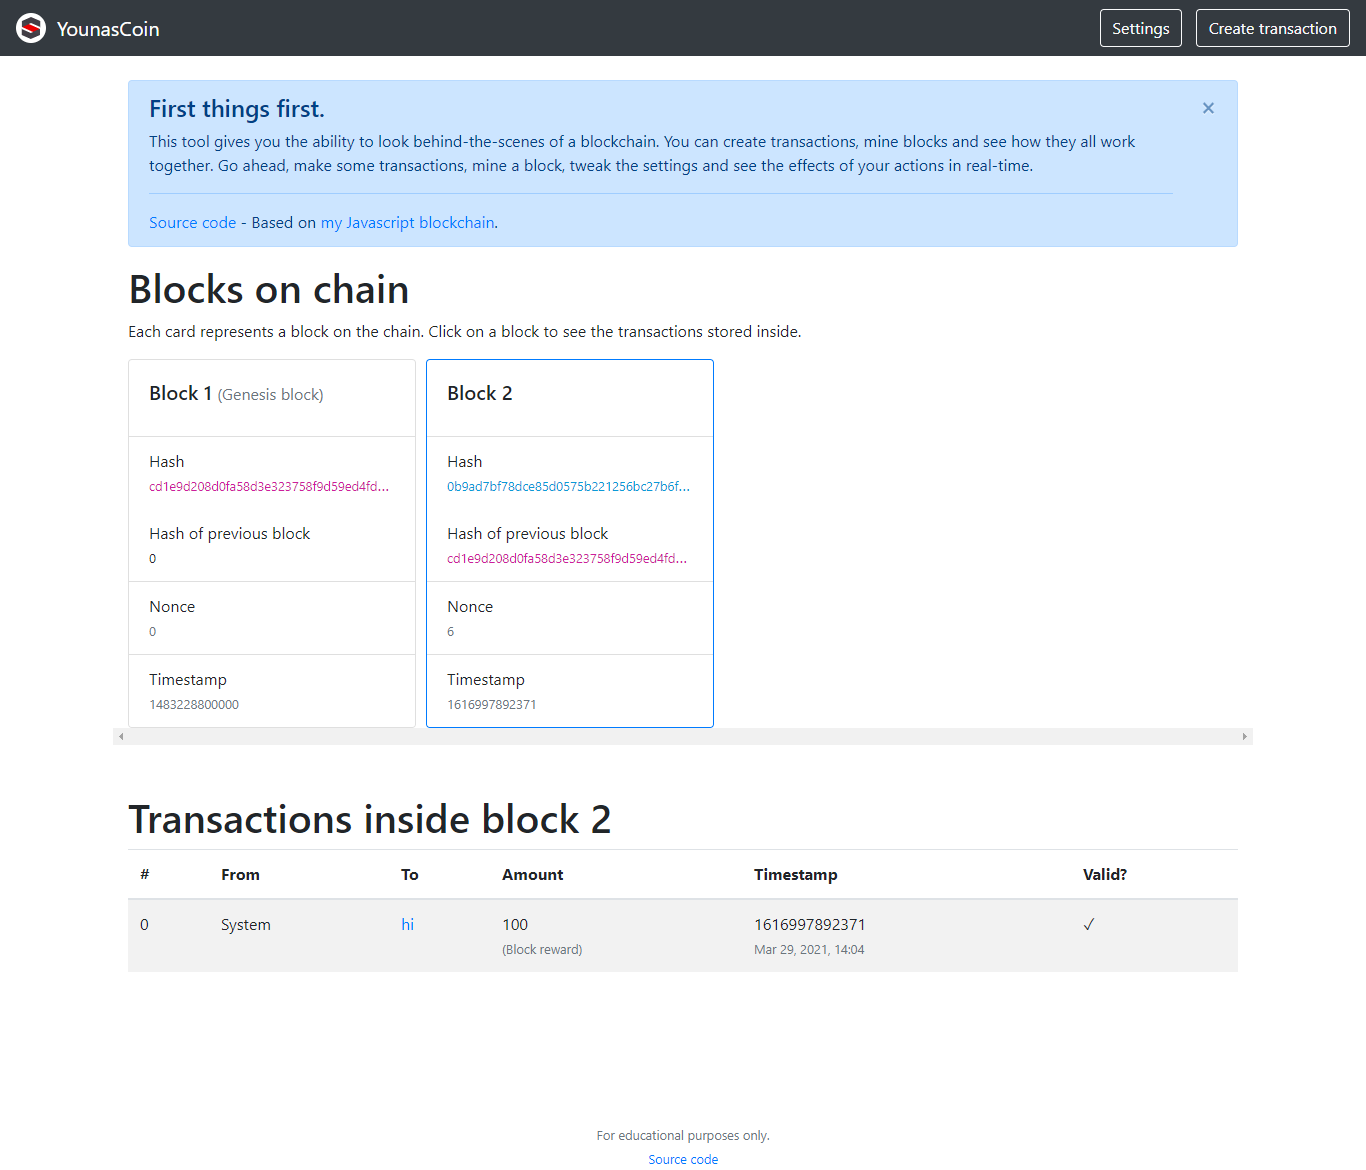 YounasCoin
Settings
Create transaction
First things first.
×
This tool gives you the ability to look behind-the-scenes of a blockchain. You can create transactions, mine blocks and see how they all work
together. Go ahead, make some transactions, mine a block, tweak the settings and see the effects of your actions in real-time.
Source code - Based on my Javascript blockchain.
Blocks on chain
Each card represents a block on the chain. Click on a block to see the transactions stored inside.
Block 1 (Genesis block)
Hash
cd1e9d208d0fa58d3e323758f9d59ed4fd...
Hash of previous block
0
Nonce
0
Timestamp
1483228800000
Block 2
Hash
0b9ad7bf78dce85d0575b221256bc27b6f...
Hash of previous block
cd1e9d208d0fa58d3e323758f9d59ed4fd...
Nonce
6
Timestamp
1616997892371
Transactions inside block 2
# From To Amount Timestamp Valid?
0 System hi 100 1616997892371 ✓
(Block reward) Mar 29, 2021, 14:04
For educational purposes only.
Source code